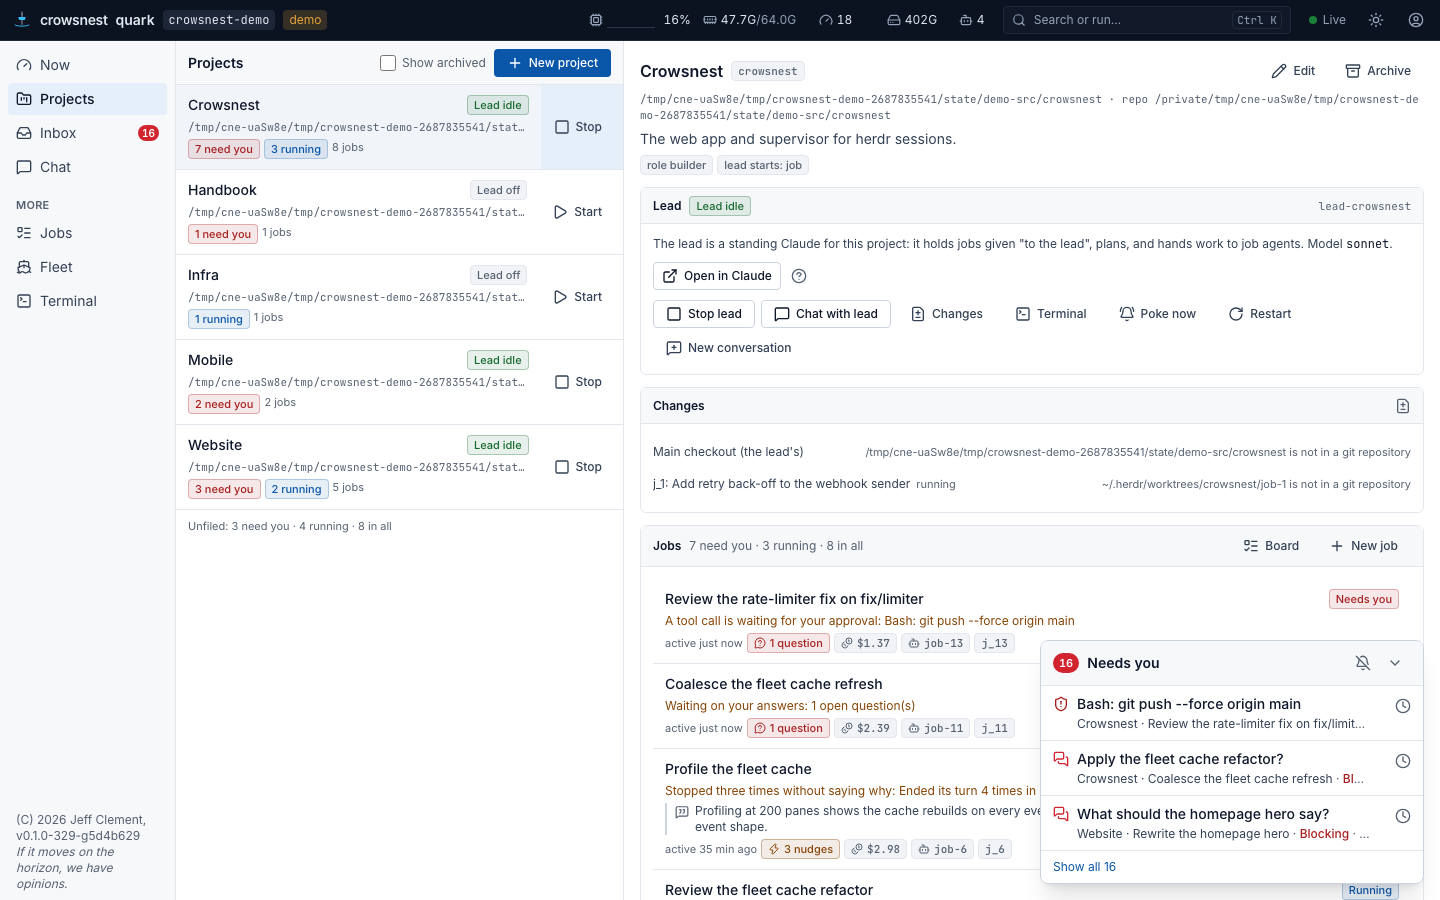 crowsnest quark crowsnest-demo demo
16% 47.7G/64.0G 18 402G 4 Search or run... Ctrl K Live
Now
Projects
Inbox 16
Chat
MORE
Jobs
Fleet
Terminal
(C) 2026 Jeff Clement,
v0.1.0-329-g5d4b629
If it moves on the
horizon, we have
opinions.
Projects Show archived New project
Crowsnest Lead idle
/tmp/cne-uaSw8e/tmp/crowsnest-demo-2687835541/stat… Stop
7 need you 3 running 8 jobs
Handbook Lead off
/tmp/cne-uaSw8e/tmp/crowsnest-demo-2687835541/stat… Start
1 need you 1 jobs
Infra Lead off
/tmp/cne-uaSw8e/tmp/crowsnest-demo-2687835541/stat… Start
1 running 1 jobs
Mobile Lead idle
/tmp/cne-uaSw8e/tmp/crowsnest-demo-2687835541/stat… Stop
2 need you 2 jobs
Website Lead idle
/tmp/cne-uaSw8e/tmp/crowsnest-demo-2687835541/stat… Stop
3 need you 2 running 5 jobs
Unfiled: 3 need you · 4 running · 8 in all
Crowsnest crowsnest Edit Archive
/tmp/cne-uaSw8e/tmp/crowsnest-demo-2687835541/state/demo-src/crowsnest · repo /private/tmp/cne-uaSw8e/tmp/crowsnest-de
mo-2687835541/state/demo-src/crowsnest
The web app and supervisor for herdr sessions.
role builder lead starts: job
Lead Lead idle lead-crowsnest
The lead is a standing Claude for this project: it holds jobs given "to the lead", plans, and hands work to job agents. Model sonnet.
Open in Claude
Stop lead Chat with lead Changes Terminal Poke now Restart
New conversation
Changes
Main checkout (the lead's) /tmp/cne-uaSw8e/tmp/crowsnest-demo-2687835541/state/demo-src/crowsnest is not in a git repository
j_1: Add retry back-off to the webhook sender running ~/.herdr/worktrees/crowsnest/job-1 is not in a git repository
Jobs 7 need you · 3 running · 8 in all Board New job
Review the rate-limiter fix on fix/limiter Needs you
A tool call is waiting for your approval: Bash: git push --force origin main
active just now 1 question $1.37 job-13 j_13
Coalesce the fleet cache refresh
Waiting on your answers: 1 open question(s)
active just now 1 question $2.39 job-11 j_11
Profile the fleet cache
Stopped three times without saying why: Ended its turn 4 times in
Profiling at 200 panes shows the cache rebuilds on every eve
event shape.
active 35 min ago 3 nudges $2.98 job-6 j_6
Review the fleet cache refactor Running
16 Needs you
Bash: git push --force origin main
Crowsnest · Review the rate-limiter fix on fix/limit…
Apply the fleet cache refactor?
Crowsnest · Coalesce the fleet cache refresh · Bl…
What should the homepage hero say?
Website · Rewrite the homepage hero · Blocking · …
Show all 16